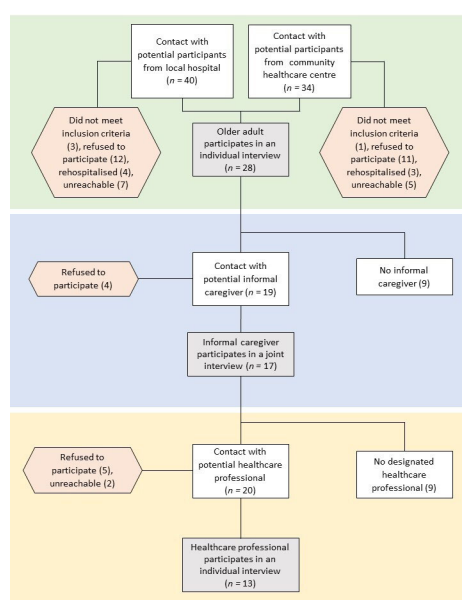 Contact with
potential participants
from local hospital
(n = 40)
Contact with
potential participants
from community
healthcare centre
(n = 34)
Did not meet
inclusion criteria
(3), refused to
participate (12),
rehospitalised (4),
unreachable (7)
Older adult
participates in an
individual interview
(n = 28)
Did not meet
inclusion criteria
(1), refused to
participate (11),
rehospitalised (3),
unreachable (5)
Refused to
participate (4)
Contact with
potential informal
caregiver (n = 19)
No informal
caregiver (9)
Informal caregiver
participates in a joint
interview (n = 17)
Refused to
participate (5),
unreachable (2)
Contact with
potential healthcare
professional
(n = 20)
No designated
healthcare
professional (9)
Healthcare professional
participates in an
individual interview
(n = 13)